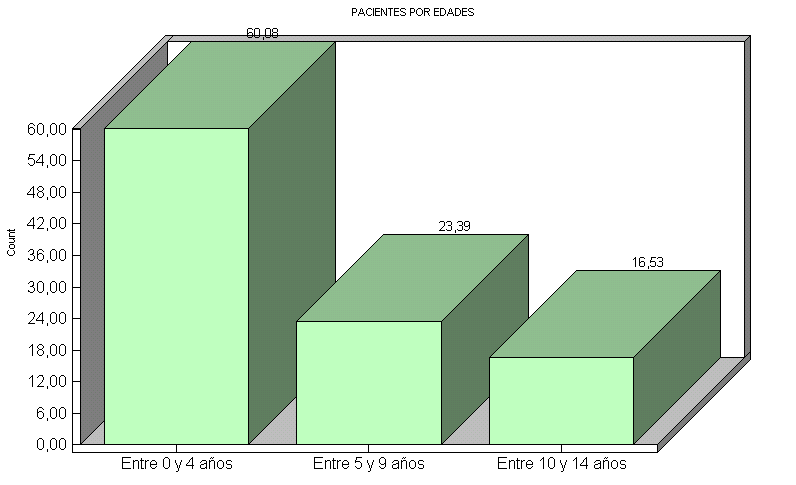 PACIENTES POR EDADES
60,08
23,39
16,53
Count
60,00
54,00
48,00
42,00
36,00
30,00
24,00
18,00
12,00
6,00
0,00
Entre 0 y 4 años
Entre 5 y 9 años
Entre 10 y 14 años